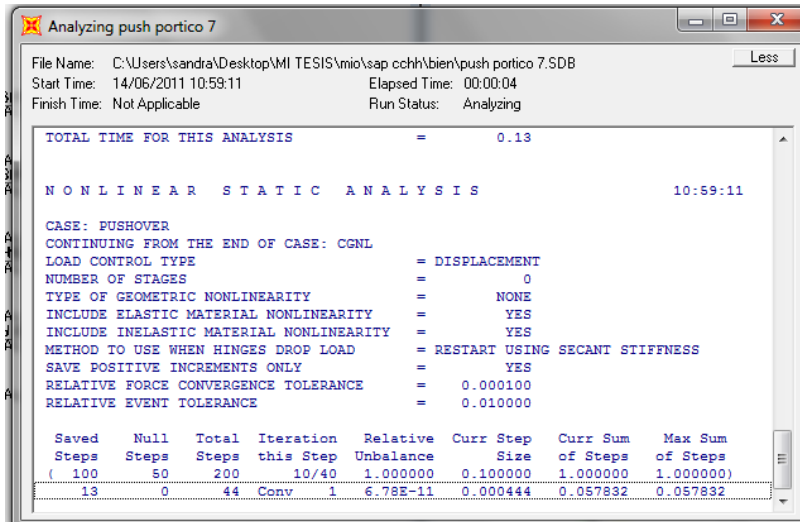 Analyzing push portico 7
File Name: C:\Users\sandra\Desktop\MI TESIS\mio\sap cchh\bien\push portico 7.SDB
Less
Start Time: 14/06/2011 10:59:11 Elapsed Time: 00:00:04
Finish Time: Not Applicable Run Status: Analyzing
TOTAL TIME FOR THIS ANALYSIS = 0.13
N O N L I N E A R S T A T I C A N A L Y S I S 10:59:11
CASE: PUSHOVER
CONTINUING FROM THE END OF CASE: CGNL
LOAD CONTROL TYPE = DISPLACEMENT
NUMBER OF STAGES = 0
TYPE OF GEOMETRIC NONLINEARITY = NONE
INCLUDE ELASTIC MATERIAL NONLINEARITY = YES
INCLUDE INELASTIC MATERIAL NONLINEARITY = YES
METHOD TO USE WHEN HINGES DROP LOAD = RESTART USING SECANT STIFFNESS
SAVE POSITIVE INCREMENTS ONLY = YES
RELATIVE FORCE CONVERGENCE TOLERANCE = 0.000100
RELATIVE EVENT TOLERANCE = 0.010000
Saved Null Total Iteration Relative Curr Step Curr Sum Max Sum
Steps Steps Steps this Step Unbalance Size of Steps of Steps
( 100 50 200 10/40 1.000000 0.100000 1.000000 1.000000)
13 0 44 Conv 1 6.78E-11 0.000444 0.057832 0.057832